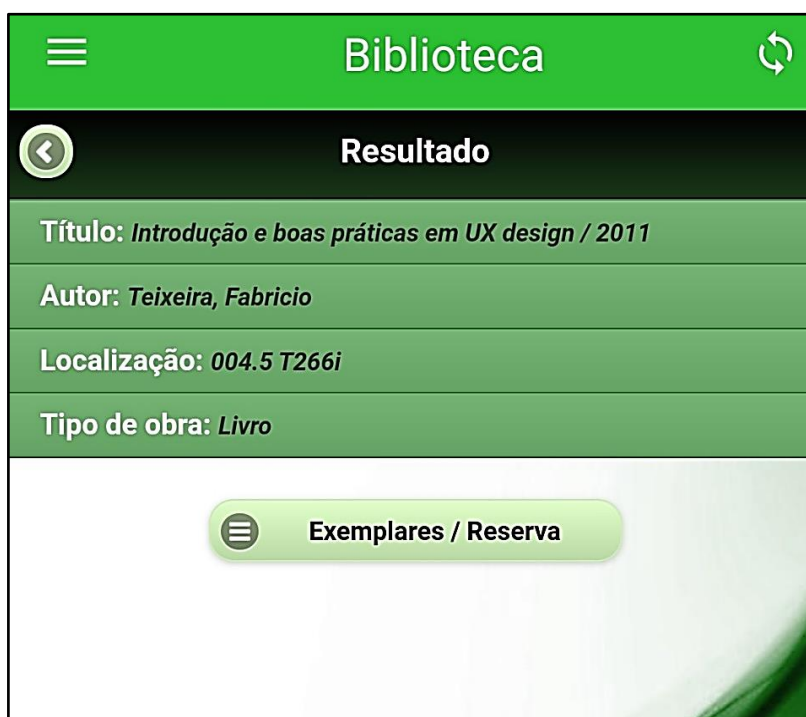 Biblioteca
Resultado
Título: Introdução e boas práticas em UX design / 2011
Autor: Teixeira, Fabricio
Localização: 004.5 T266i
Tipo de obra: Livro
Exemplares / Reserva